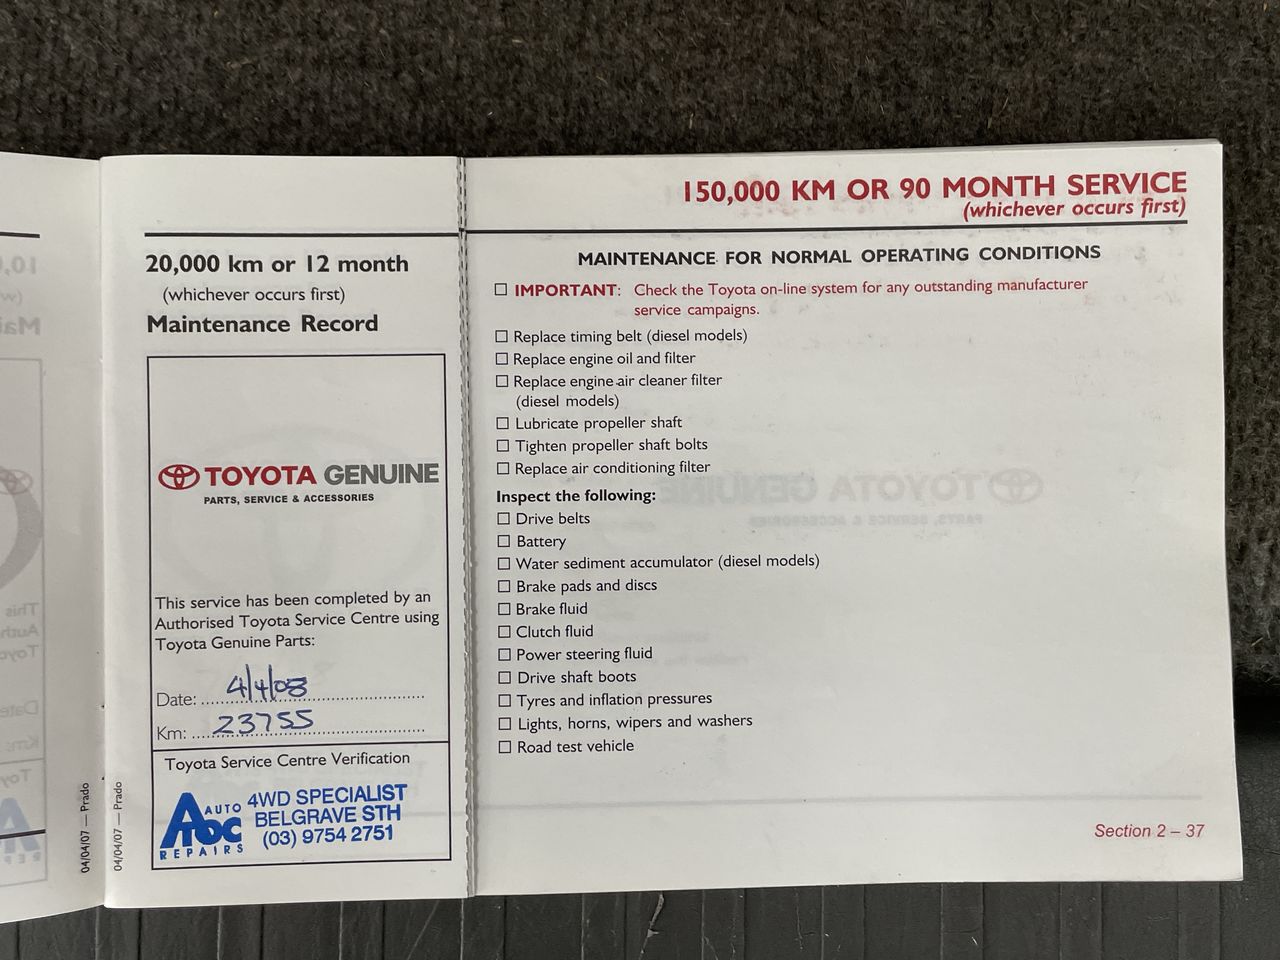 20,000 km or 12 month
(whichever occurs first)
Maintenance Record
TOYOTA GENUINE
PARTS, SERVICE & ACCESSORIES
This service has been completed by an
Authorised Toyota Service Centre using
Toyota Genuine Parts:
Date: 4/4/08
Km: 23755
Toyota Service Centre Verification
AUTO
ATOC
REPAIRS
4WD SPECIALIST
BELGRAVE STH
(03) 9754 2751
04/04/07 — Prado
04/04/07 — Prado
150,000 KM OR 90 MONTH SERVICE
(whichever occurs first)
MAINTENANCE FOR NORMAL OPERATING CONDITIONS
☐ IMPORTANT: Check the Toyota on-line system for any outstanding manufacturer
service campaigns.
☐ Replace timing belt (diesel models)
☐ Replace engine oil and filter
☐ Replace engine air cleaner filter
(diesel models)
☐ Lubricate propeller shaft
☐ Tighten propeller shaft bolts
☐ Replace air conditioning filter
Inspect the following:
☐ Drive belts
☐ Battery
☐ Water sediment accumulator (diesel models)
☐ Brake pads and discs
☐ Brake fluid
☐ Clutch fluid
☐ Power steering fluid
☐ Drive shaft boots
☐ Tyres and inflation pressures
☐ Lights, horns, wipers and washers
☐ Road test vehicle
Section 2 – 37